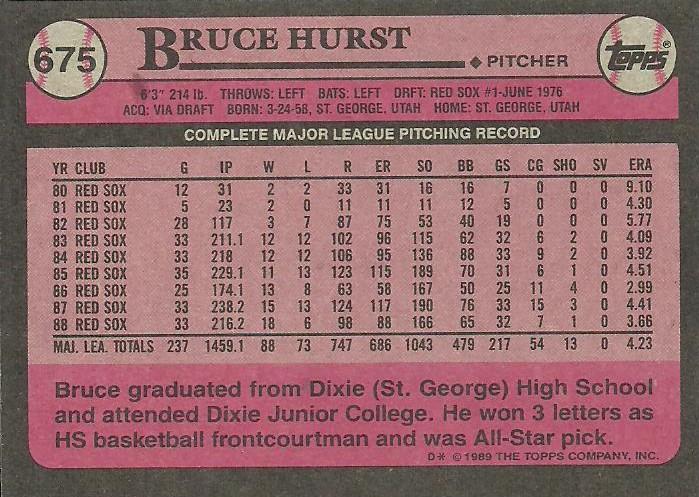 675 BRUCE HURST PITCHER TOPPS®
6'3" 214 lb. THROWS: LEFT BATS: LEFT DRFT: RED SOX #1-JUNE 1976
ACQ: VIA DRAFT BORN: 3-24-58, ST. GEORGE, UTAH HOME: ST. GEORGE, UTAH
COMPLETE MAJOR LEAGUE PITCHING RECORD
YR CLUB G IP W L R ER SO BB GS CG SHO SV ERA
80 RED SOX 12 31 2 2 33 31 16 16 7 0 0 0 9.10
81 RED SOX 5 23 2 0 11 11 11 12 5 0 0 0 4.30
82 RED SOX 28 117 3 7 87 75 53 40 19 0 0 0 5.77
83 RED SOX 33 211.1 12 12 102 96 115 62 32 6 2 0 4.09
84 RED SOX 33 218 12 12 106 95 136 88 33 9 2 0 3.92
85 RED SOX 35 229.1 11 13 123 115 189 70 31 6 1 0 4.51
86 RED SOX 25 174.1 13 8 63 58 167 50 25 11 4 0 2.99
87 RED SOX 33 238.2 15 13 124 117 190 76 33 15 3 0 4.41
88 RED SOX 33 216.2 18 6 98 88 166 65 32 7 1 0 3.66
MAJ. LEA. TOTALS 237 1459.1 88 73 747 686 1043 479 217 54 13 0 4.23
Bruce graduated from Dixie (St. George) High School
and attended Dixie Junior College. He won 3 letters as
HS basketball frontcourtman and was All-Star pick.
D* © 1989 THE TOPPS COMPANY, INC.